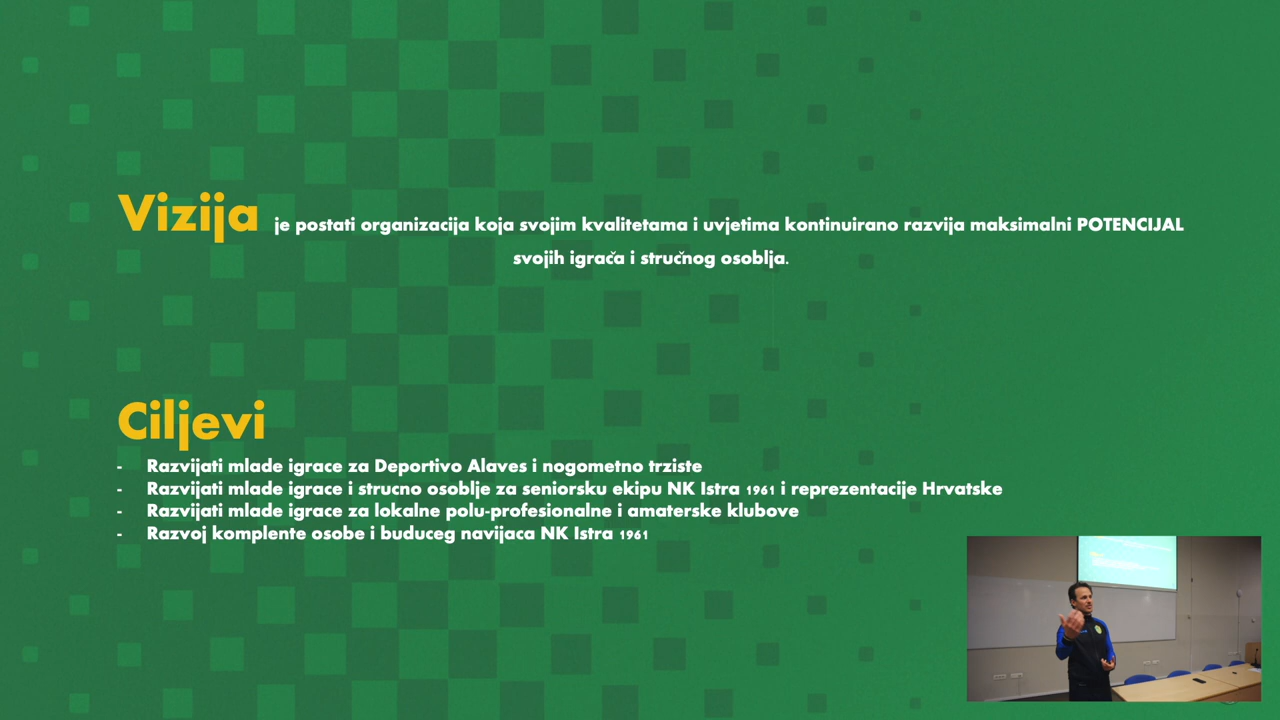 Vizija je postati organizacija koja svojim kvalitetama i uvjetima kontinuirano razvija maksimalni POTENCIJAL
svojih igrača i stručnog osoblja.
Ciljevi
- Razvijati mlade igrace za Deportivo Alaves i nogometno trziste
- Razvijati mlade igrace i strucno osoblje za seniorsku ekipu NK Istra 1961 i reprezentacije Hrvatske
- Razvijati mlade igrace za lokalne polu-profesionalne i amaterske klubove
- Razvoj komplente osobe i buduceg navijaca NK Istra 1961